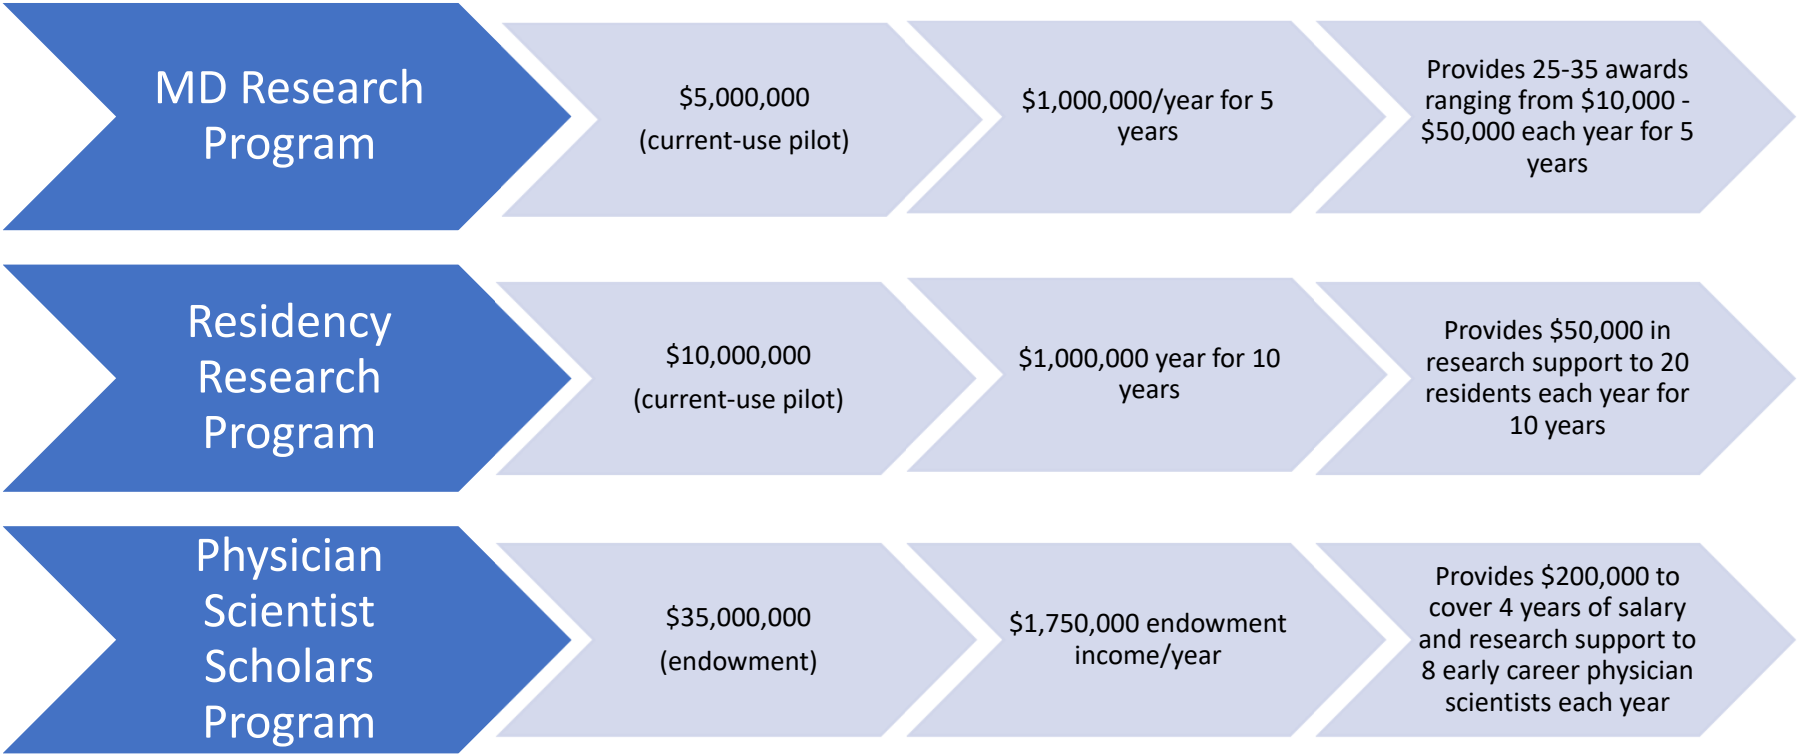 MD Research
Program
$5,000,000
(current-use pilot)
$1,000,000/year for 5
years
Provides 25-35 awards
ranging from $10,000 -
$50,000 each year for 5
years
Residency
Research
Program
$10,000,000
(current-use pilot)
$1,000,000 year for 10
years
Provides $50,000 in
research support to 20
residents each year for
10 years
Physician
Scientist
Scholars
Program
$35,000,000
(endowment)
$1,750,000 endowment
income/year
Provides $200,000 to
cover 4 years of salary
and research support to
8 early career physician
scientists each year